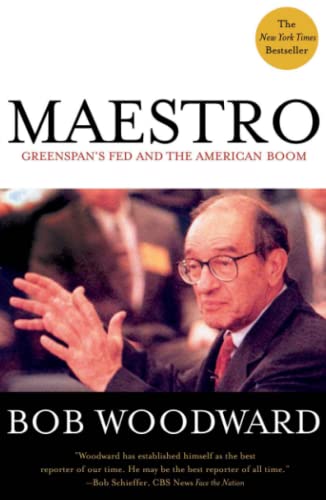 The
New York Times
Bestseller
MAESTRO
GREENSPAN'S FED AND THE AMERICAN BOOM
BOB WOODWARD
"Woodward has established himself as the best
reporter of our time. He may be the best reporter of all time."
—Bob Schieffer, CBS News Face the Nation